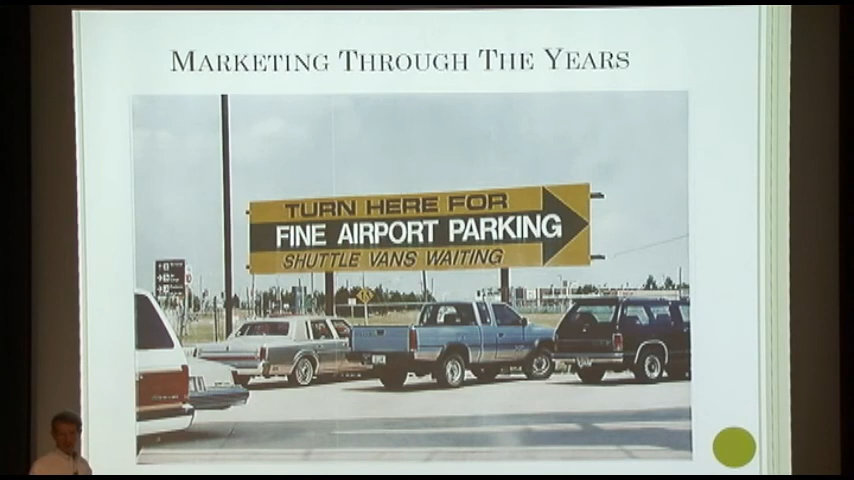 MARKETING THROUGH THE YEARS
TURN HERE FOR
FINE AIRPORT PARKING
SHUTTLE VANS WAITING